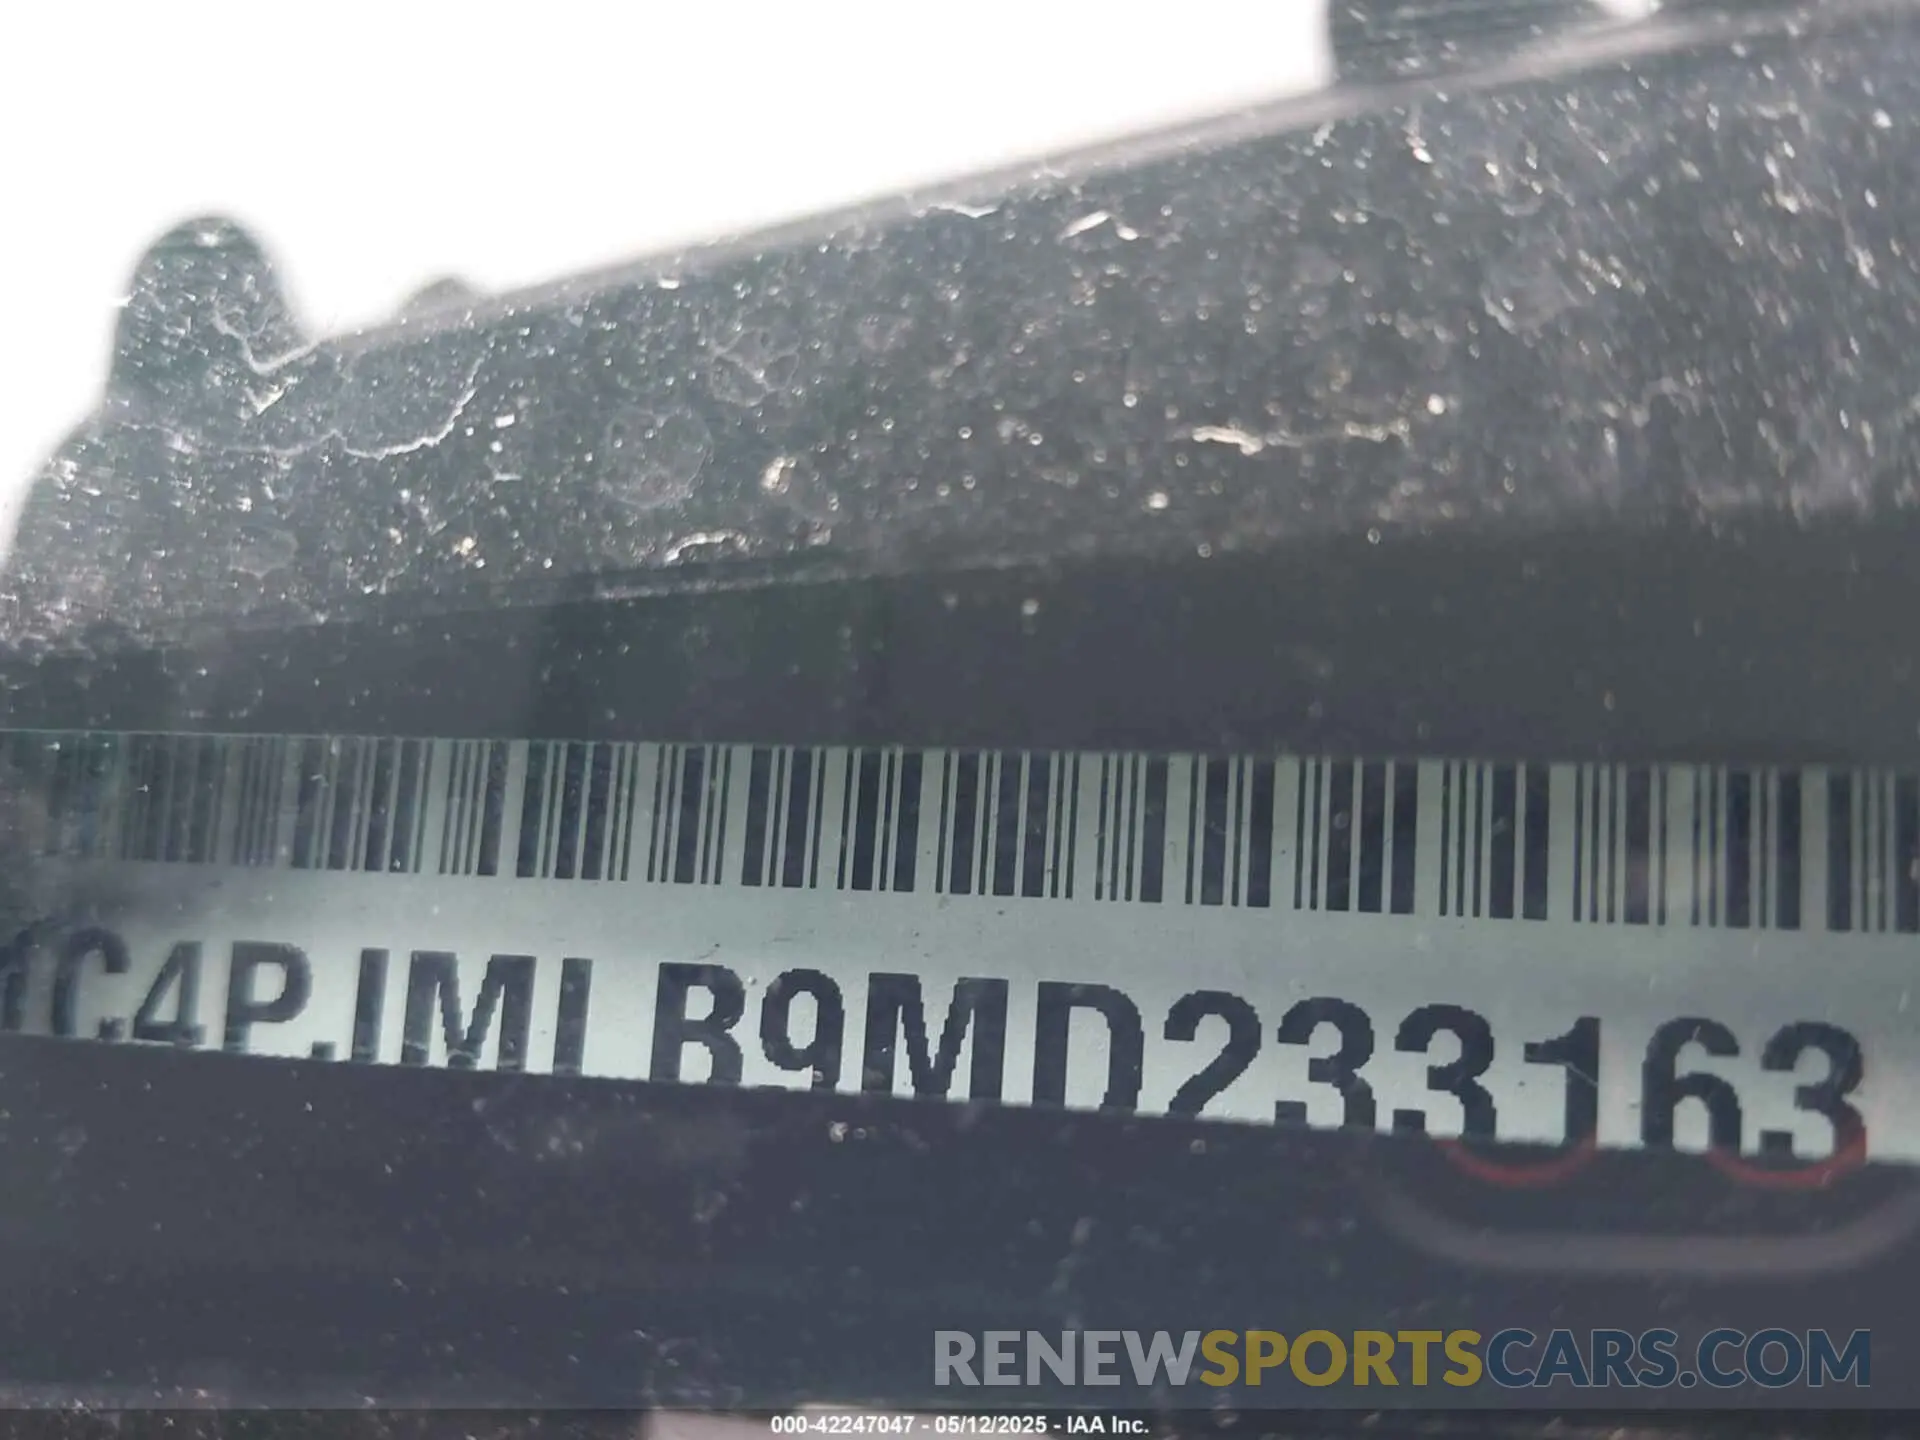 1C4PJMLB9MD233163
RENEWSPORTSCARS.COM
000-42247047 - 05/12/2025 - IAA Inc.